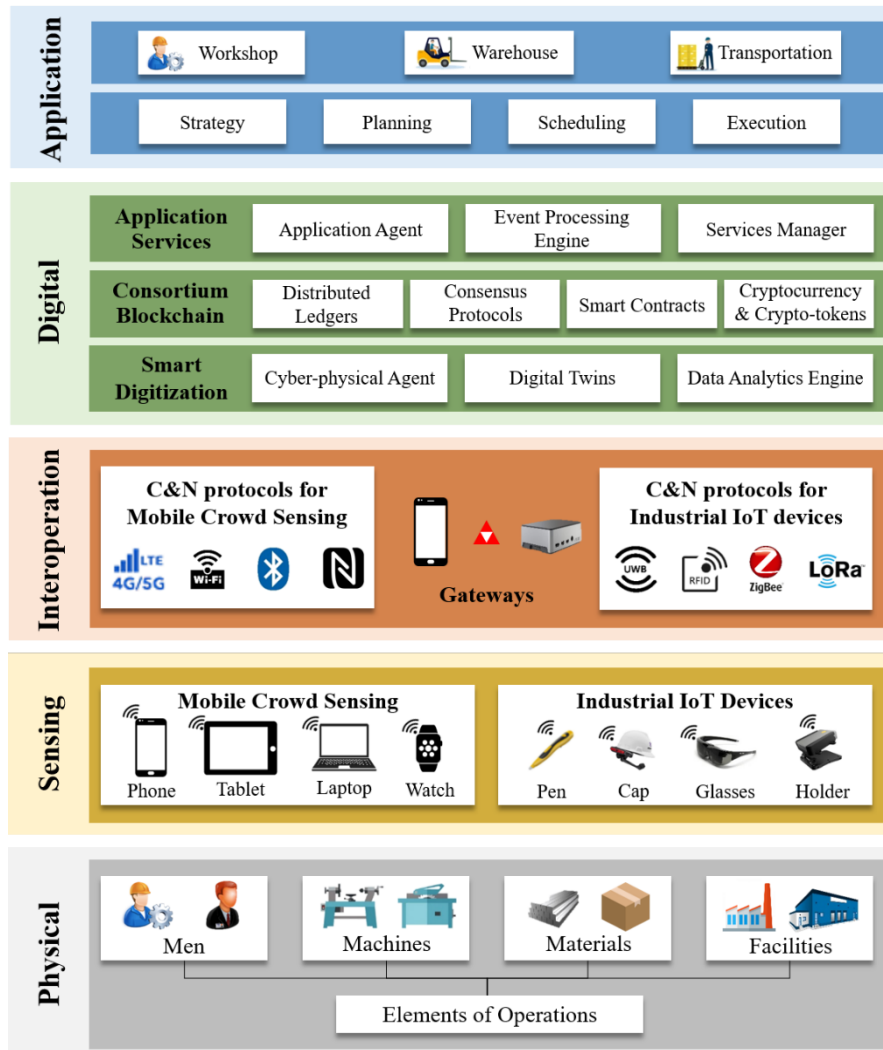 Application
Workshop
Warehouse
Transportation
Strategy
Planning
Scheduling
Execution
Digital
Application
Services
Application Agent
Event Processing
Engine
Services Manager
Consortium
Blockchain
Distributed
Ledgers
Consensus
Protocols
Smart Contracts
Cryptocurrency
& Crypto-tokens
Smart
Digitization
Cyber-physical Agent
Digital Twins
Data Analytics Engine
Interoperation
C&N protocols for
Mobile Crowd Sensing
LTE
4G/5G
Wi-Fi
Gateways
C&N protocols for
Industrial IoT devices
UWB
RFID
ZigBee
LoRa
Sensing
Mobile Crowd Sensing
Phone
Tablet
Laptop
Watch
Industrial IoT Devices
Pen
Cap
Glasses
Holder
Physical
Men
Machines
Materials
Facilities
Elements of Operations